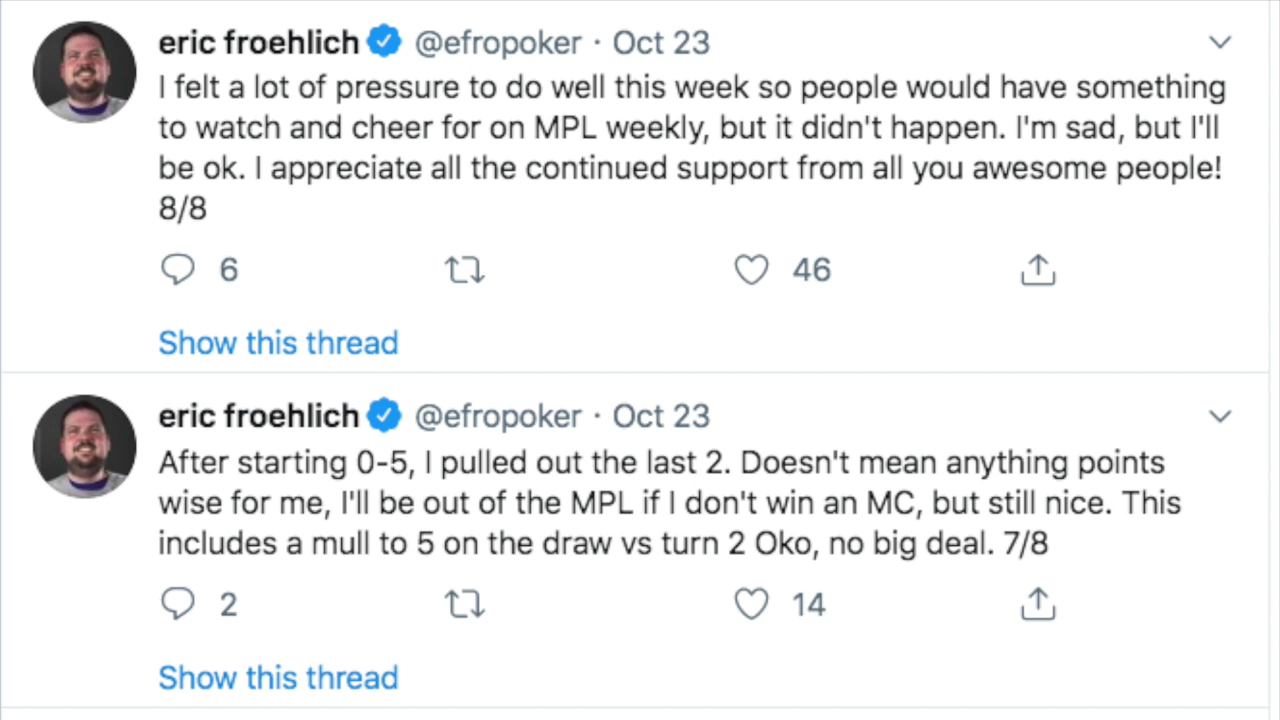 eric froehlich @efropoker · Oct 23
I felt a lot of pressure to do well this week so people would have something
to watch and cheer for on MPL weekly, but it didn't happen. I'm sad, but I'll
be ok. I appreciate all the continued support from all you awesome people!
8/8
6 46
Show this thread
eric froehlich @efropoker · Oct 23
After starting 0-5, I pulled out the last 2. Doesn't mean anything points
wise for me, I'll be out of the MPL if I don't win an MC, but still nice. This
includes a mull to 5 on the draw vs turn 2 Oko, no big deal. 7/8
2 14
Show this thread